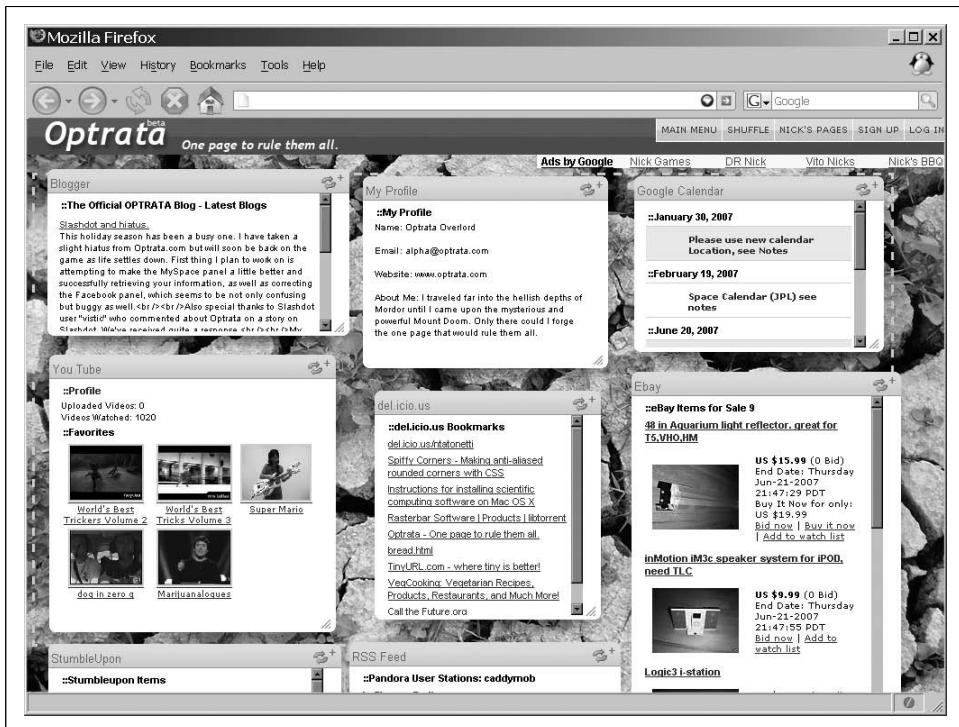 Mozilla Firefox
File Edit View History Bookmarks Tools Help
G Google
Optrata beta
One page to rule them all.
MAIN MENU SHUFFLE NICK'S PAGES SIGN UP LOG IN
Ads by Google Nick Games DR Nick Vito Nicks Nick's BBQ
Blogger
::The Official OPTRATA Blog - Latest Blogs
Slashdot and hiatus.
This holiday season has been a busy one. I have taken a
slight hiatus from Optrata.com but will soon be back on the
game as life settles down. First thing I plan to work on is
attempting to make the MySpace panel a little better and
successfully retrieving your information, as well as correcting
the Facebook panel, which seems to be not only confusing
but buggy as well.<br /><br />Also special thanks to Slashdot
user "vistic" who commented about Optrata on a story on
Slashdot. We've received quite a response.<br /><br />My
My Profile
::My Profile
Name: Optrata Overlord
Email: alpha@optrata.com
Website: www.optrata.com
About Me: I traveled far into the hellish depths of
Mordor until I came upon the mysterious and
powerful Mount Doom. Only there could I forge
the one page that would rule them all.
Google Calendar
::January 30, 2007
Please use new calendar
Location, see Notes
::February 19, 2007
Space Calendar (JPL) see
notes
::June 20, 2007
You Tube
::Profile
Uploaded Videos: 0
Videos Watched: 1020
::Favorites
World's Best
Trickers Volume 2
World's Best
Tricks Volume 3
Super Mario
dog in zero g
Marijuanalogues
del.icio.us
::del.icio.us Bookmarks
del.icio.us/ntatonetti
Spiffy Corners - Making anti-aliased
rounded corners with CSS
Instructions for installing scientific
computing software on Mac OS X
Rasterbar Software | Products | libtorrent
Optrata - One page to rule them all.
bread.html
TinyURL.com - where tiny is better!
VegCooking: Vegetarian Recipes,
Products, Restaurants, and Much More!
Call the Future.org
Ebay
::eBay Items for Sale 9
48 in Aquarium light reflector. great for
T5,VHO,HM
US $15.99 (0 Bid)
End Date: Thursday
Jun-21-2007
21:47:29 PDT
Buy It Now for only:
US $19.99
Bid now | Buy it now
| Add to watch list
inMotion iM3c speaker system for iPOD,
need TLC
US $9.99 (0 Bid)
End Date: Thursday
Jun-21-2007
21:47:55 PDT
Bid now | Add to
watch list
Logic3 i-station
StumbleUpon
::Stumbleupon Items
RSS Feed
::Pandora User Stations: caddymob